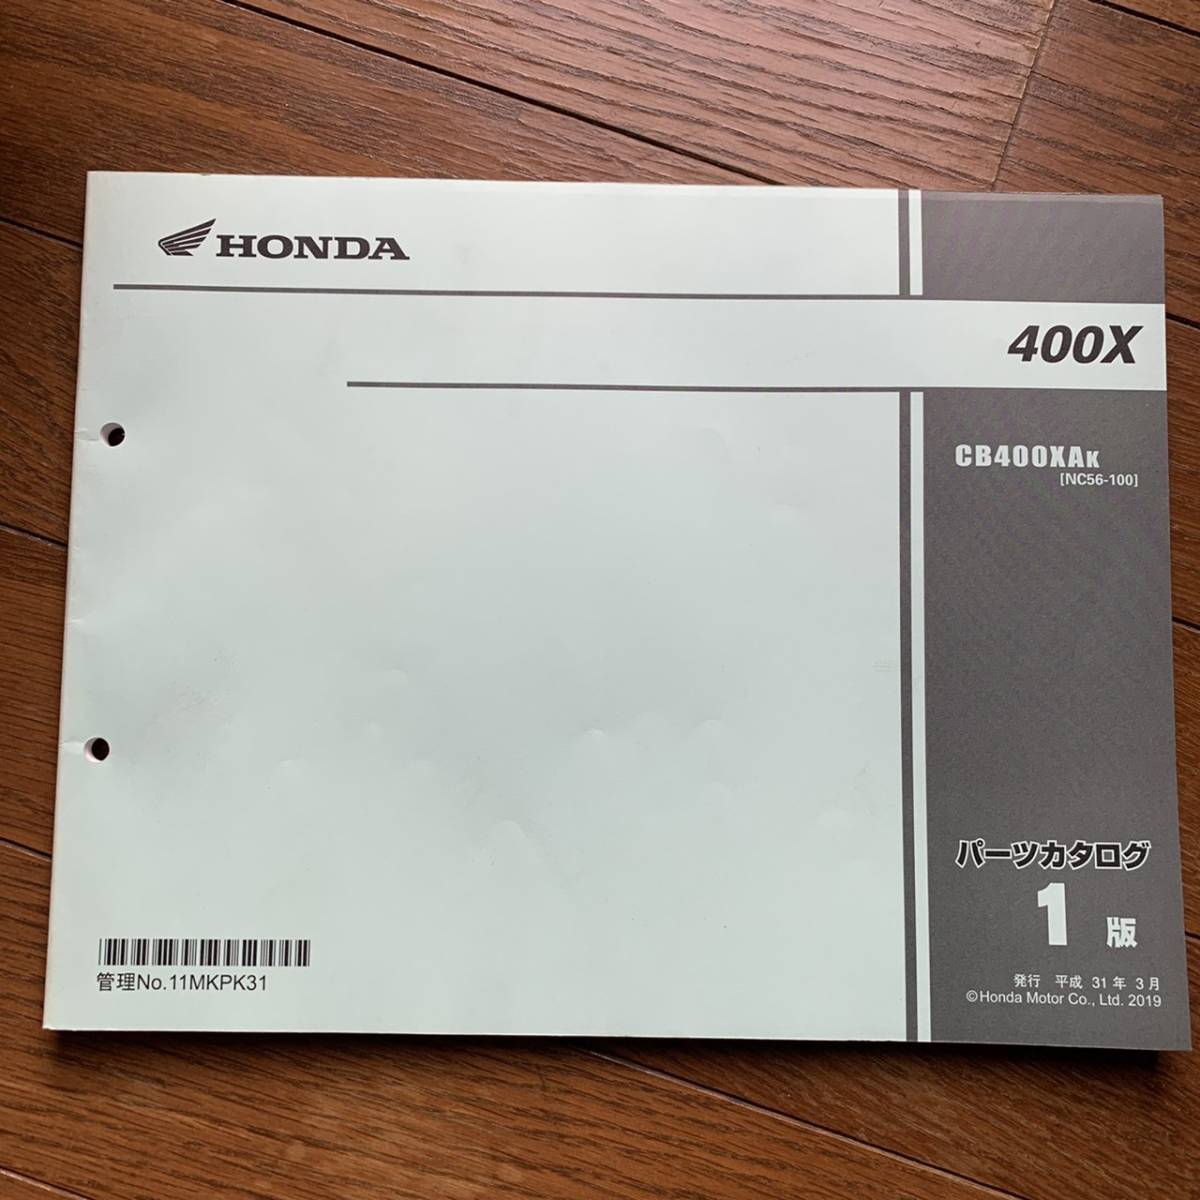 HONDA
400X
CB400XAK
[NC56-100]
パーツカタログ
1 版
発行 平成 31 年 3 月
©Honda Motor Co., Ltd. 2019
管理No.11MKPK31